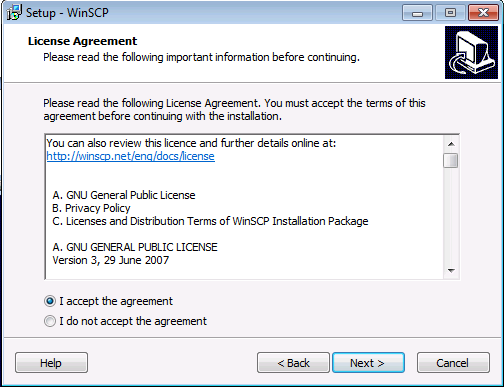 Setup - WinSCP
License Agreement
Please read the following important information before continuing.
Please read the following License Agreement. You must accept the terms of this
agreement before continuing with the installation.
You can also review this licence and further details online at:
http://winscp.net/eng/docs/license
A. GNU General Public License
B. Privacy Policy
C. Licenses and Distribution Terms of WinSCP Installation Package
A. GNU GENERAL PUBLIC LICENSE
Version 3, 29 June 2007
I accept the agreement
I do not accept the agreement
Help
< Back
Next >
Cancel